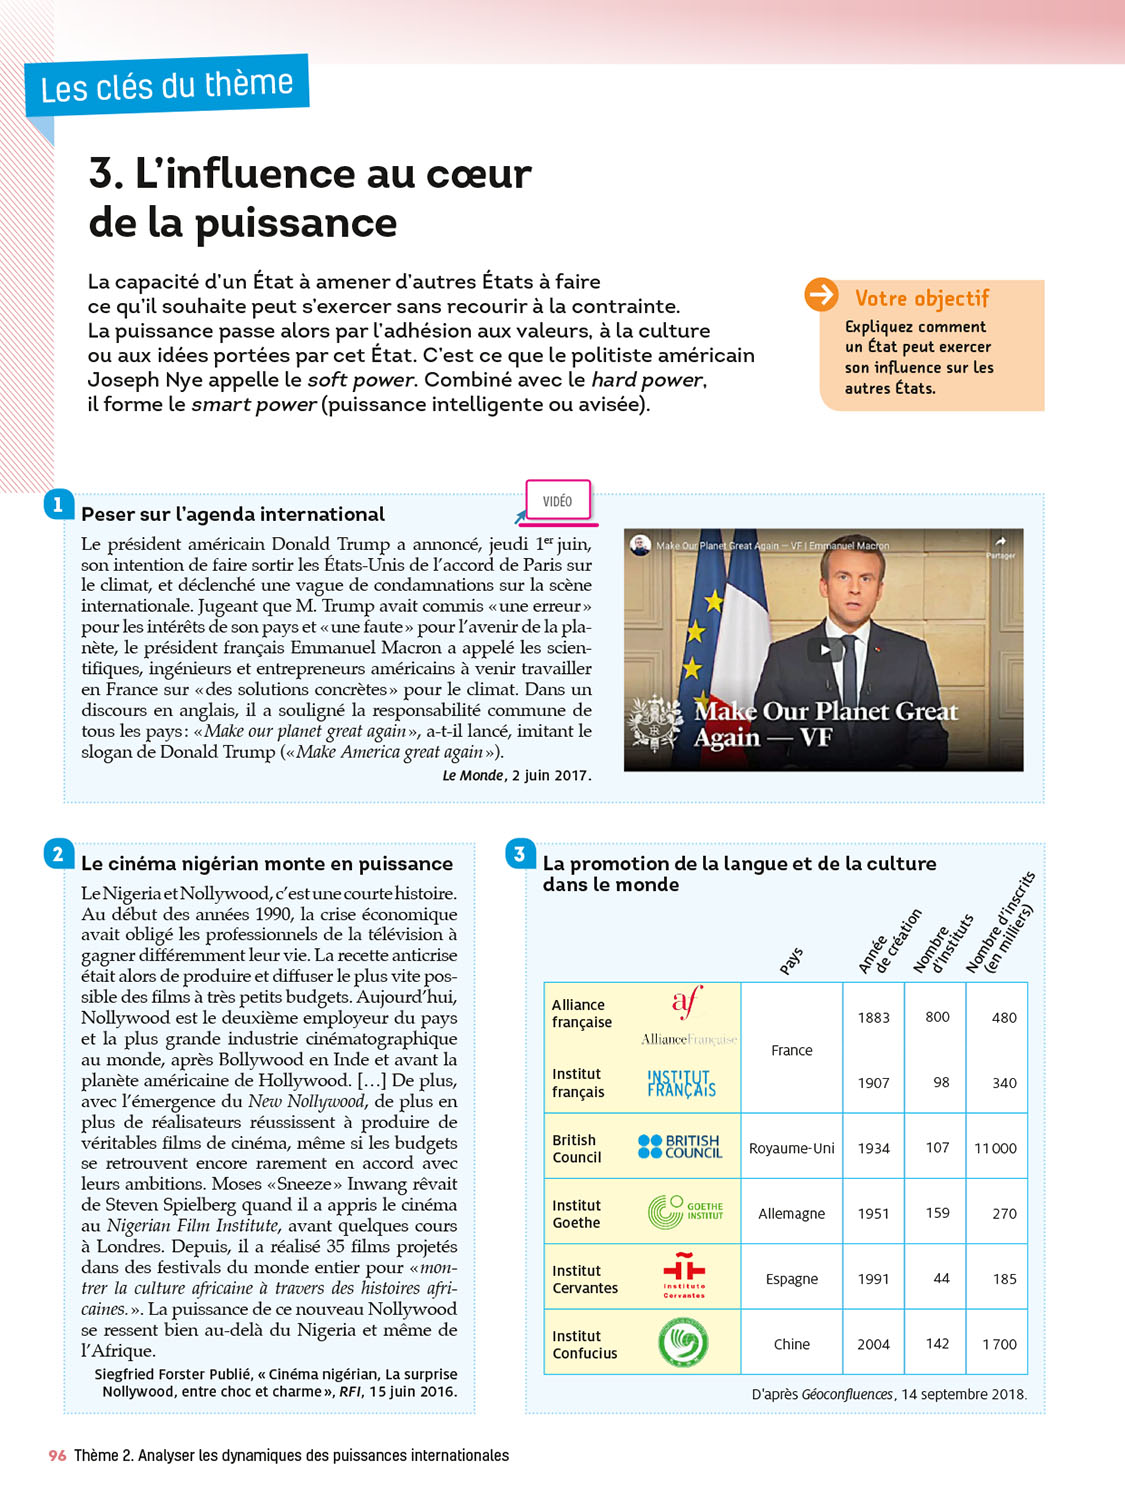 Les clés du thème
3. L'influence au cœur
de la puissance
La capacité d'un État à amener d'autres États à faire
ce qu'il souhaite peut s'exercer sans recourir à la contrainte.
La puissance passe alors par l'adhésion aux valeurs, à la culture
ou aux idées portées par cet État. C'est ce que le politiste américain
Joseph Nye appelle le soft power. Combiné avec le hard power,
il forme le smart power (puissance intelligente ou avisée).
Votre objectif
Expliquez comment
un État peut exercer
son influence sur les
autres États.
1
Peser sur l'agenda international
VIDÉO
Le président américain Donald Trump a annoncé, jeudi 1er juin,
son intention de faire sortir les États-Unis de l'accord de Paris sur
le climat, et déclenché une vague de condamnations sur la scène
internationale. Jugeant que M. Trump avait commis «une erreur»
pour les intérêts de son pays et «une faute» pour l'avenir de la pla-
nète, le président français Emmanuel Macron a appelé les scien-
tifiques, ingénieurs et entrepreneurs américains à venir travailler
en France sur «des solutions concrètes» pour le climat. Dans un
discours en anglais, il a souligné la responsabilité commune de
tous les pays: «Make our planet great again», a-t-il lancé, imitant le
slogan de Donald Trump («Make America great again»).
Le Monde, 2 juin 2017.
Make Our Planet Great Again – VF | Emmanuel Macron
Partager
Make Our Planet Great
Again — VF
2
Le cinéma nigérian monte en puissance
Le Nigeria et Nollywood, c'est une courte histoire.
Au début des années 1990, la crise économique
avait obligé les professionnels de la télévision à
gagner différemment leur vie. La recette anticrise
était alors de produire et diffuser le plus vite pos-
sible des films à très petits budgets. Aujourd'hui,
Nollywood est le deuxième employeur du pays
et la plus grande industrie cinématographique
au monde, après Bollywood en Inde et avant la
planète américaine de Hollywood. […] De plus,
avec l'émergence du New Nollywood, de plus en
plus de réalisateurs réussissent à produire de
véritables films de cinéma, même si les budgets
se retrouvent encore rarement en accord avec
leurs ambitions. Moses «Sneeze» Inwang rêvait
de Steven Spielberg quand il a appris le cinéma
au Nigerian Film Institute, avant quelques cours
à Londres. Depuis, il a réalisé 35 films projetés
dans des festivals du monde entier pour «mon-
trer la culture africaine à travers des histoires afri-
caines.». La puissance de ce nouveau Nollywood
se ressent bien au-delà du Nigeria et même de
l'Afrique.
Siegfried Forster Publié, « Cinéma nigérian, La surprise
Nollywood, entre choc et charme», RFI, 15 juin 2016.
3
La promotion de la langue et de la culture
dans le monde
Pays
Année
de création
Nombre
d'instituts
Nombre d'inscrits
(en milliers)
Alliance
française
af
AllianceFrançaise
France
1883 800 480
Institut
français
INSTITUT
FRANÇAIS
1907 98 340
British
Council
BRITISH
COUNCIL
Royaume-Uni 1934 107 11 000
Institut
Goethe
GOETHE
INSTITUT
Allemagne 1951 159 270
Institut
Cervantes
Instituto
Cervantes
Espagne 1991 44 185
Institut
Confucius
Chine 2004 142 1 700
D'après Géoconfluences, 14 septembre 2018.
96 Thème 2. Analyser les dynamiques des puissances internationales